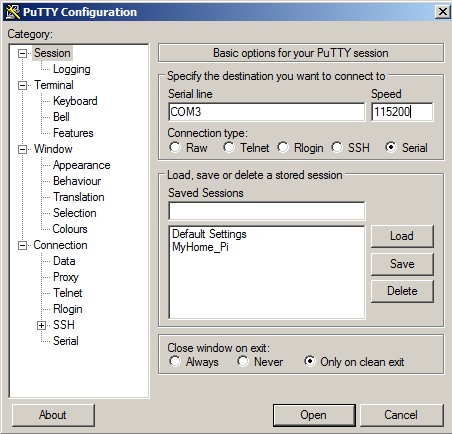 PuTTY Configuration
Category:
Session
Logging
Terminal
Keyboard
Bell
Features
Window
Appearance
Behaviour
Translation
Selection
Colours
Connection
Data
Proxy
Telnet
Rlogin
SSH
Serial
Basic options for your PuTTY session
Specify the destination you want to connect to
Serial line Speed
COM3 115200
Connection type:
Raw Telnet Rlogin SSH Serial
Load, save or delete a stored session
Saved Sessions
Default Settings
MyHome_Pi
Load
Save
Delete
Close window on exit:
Always Never Only on clean exit
About Open Cancel